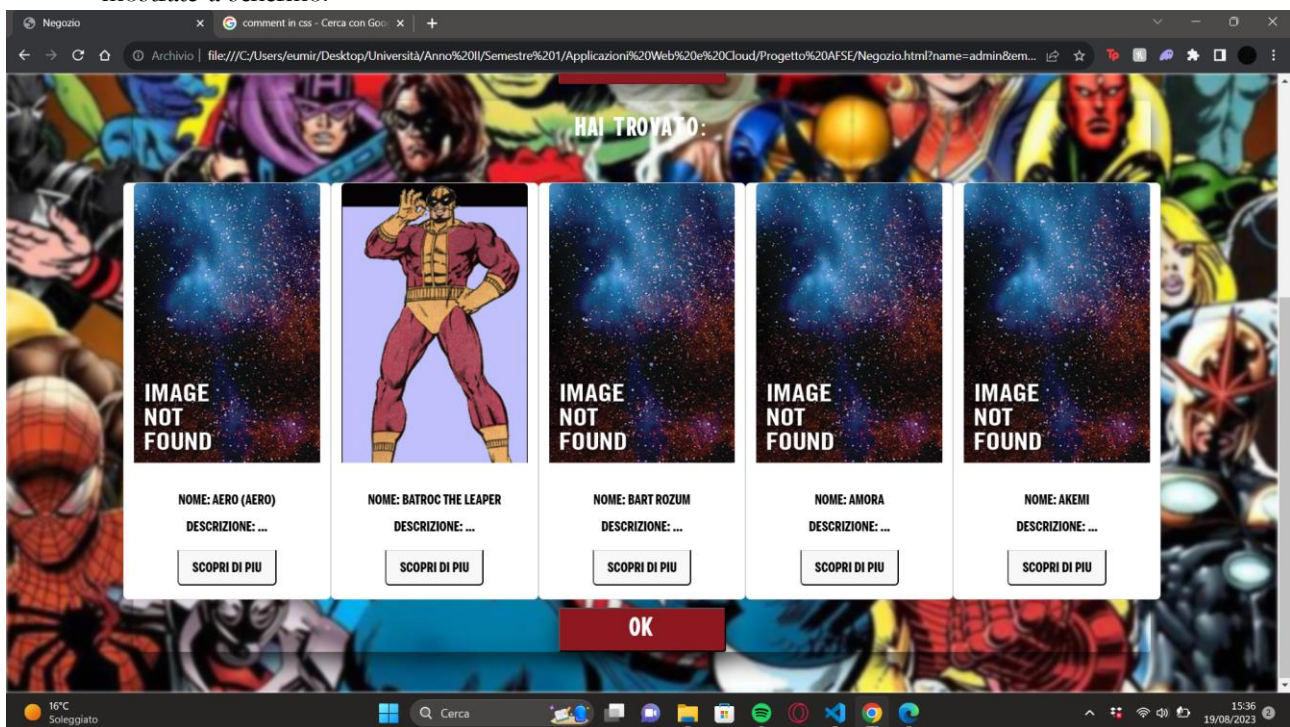 mostrate a schermo:
Negozio
comment in css - Cerca con Goo
Archivio
file:///C:/Users/eumir/Desktop/Università/Anno%20II/Semestre%201/Applicazioni%20Web%20e%20Cloud/Progetto%20AFSE/Negozio.html?name=admin&em...
HAI TROVATO:
IMAGE
NOT
FOUND
IMAGE
NOT
FOUND
IMAGE
NOT
FOUND
IMAGE
NOT
FOUND
NOME: AERO (AERO)
DESCRIZIONE: ...
SCOPRI DI PIU
NOME: BATROC THE LEAPER
DESCRIZIONE: ...
SCOPRI DI PIU
NOME: BART ROZUM
DESCRIZIONE: ...
SCOPRI DI PIU
NOME: AMORA
DESCRIZIONE: ...
SCOPRI DI PIU
NOME: AKEMI
DESCRIZIONE: ...
SCOPRI DI PIU
OK
16°C
Soleggiato
Cerca
15:36
19/08/2023
2